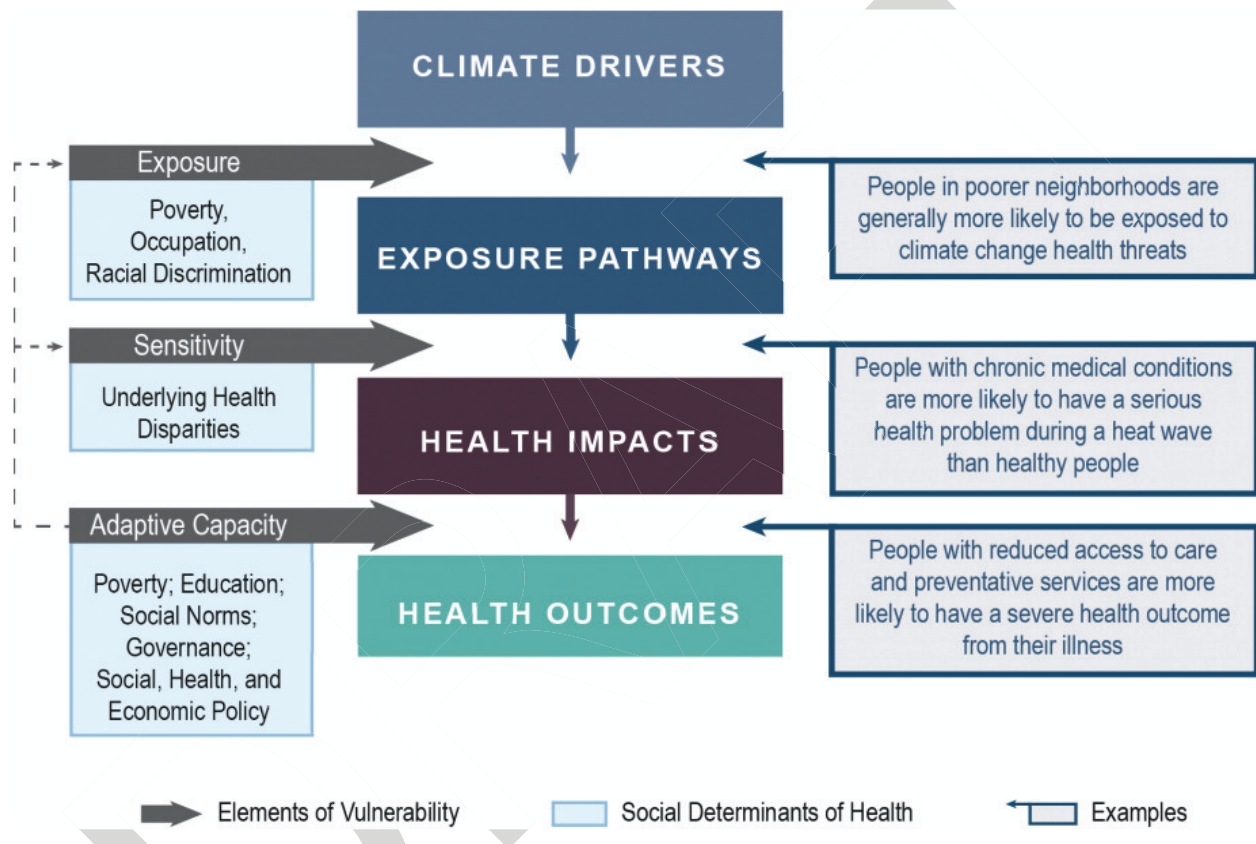 CLIMATE DRIVERS
Exposure
Poverty,
Occupation,
Racial Discrimination
People in poorer neighborhoods are
generally more likely to be exposed to
climate change health threats
EXPOSURE PATHWAYS
Sensitivity
Underlying Health
Disparities
People with chronic medical conditions
are more likely to have a serious
health problem during a heat wave
than healthy people
HEALTH IMPACTS
Adaptive Capacity
Poverty; Education;
Social Norms;
Governance;
Social, Health, and
Economic Policy
People with reduced access to care
and preventative services are more
likely to have a severe health outcome
from their illness
HEALTH OUTCOMES
Elements of Vulnerability
Social Determinants of Health
Examples